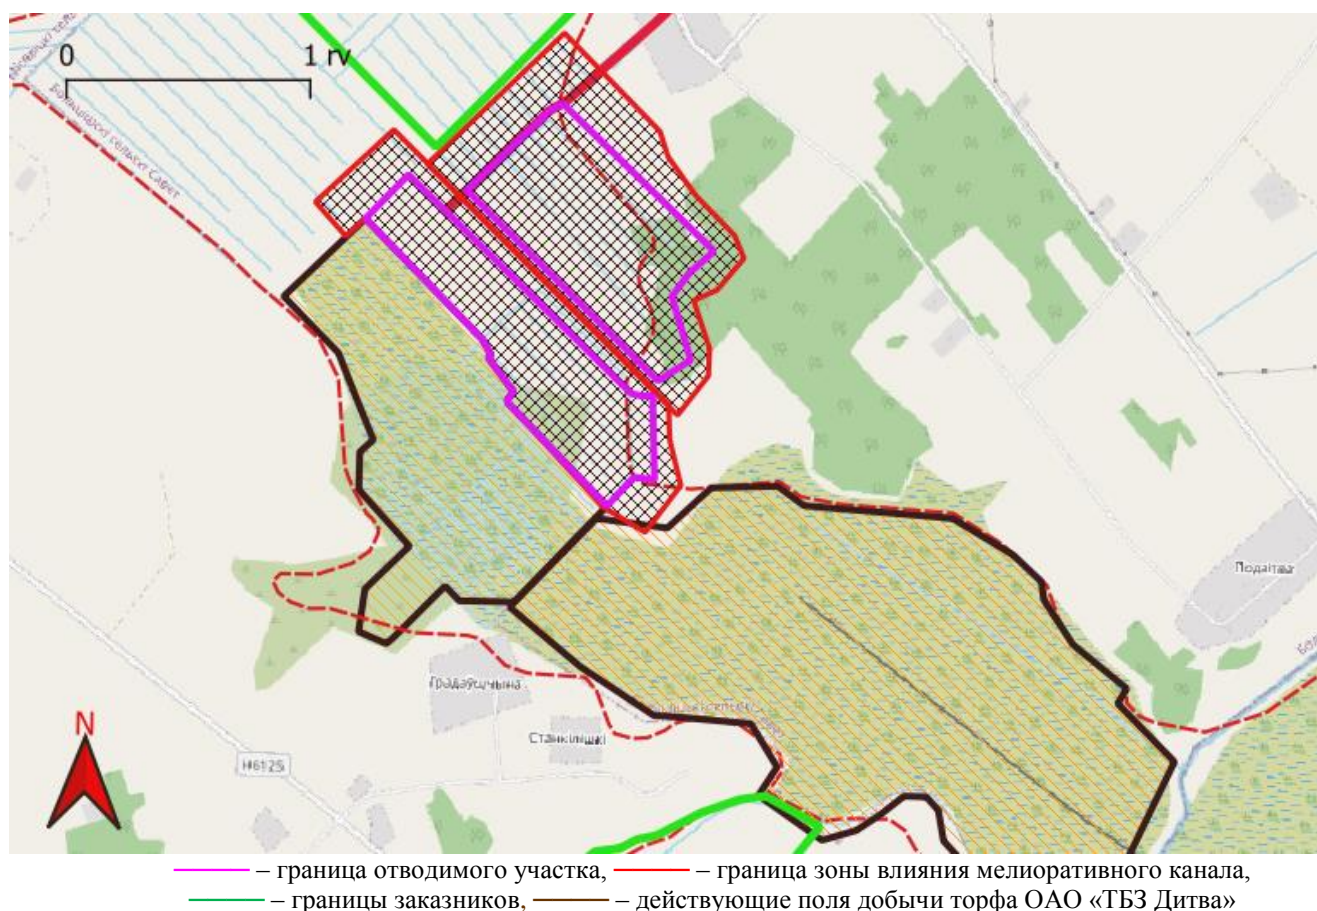 0 1 rv
Подзітва
Градаўшчына
Станкілішкі
N
Н6125
– граница отводимого участка, – граница зоны влияния мелиоративного канала,
– границы заказников, – действующие поля добычи торфа ОАО «ТБЗ Дитва»